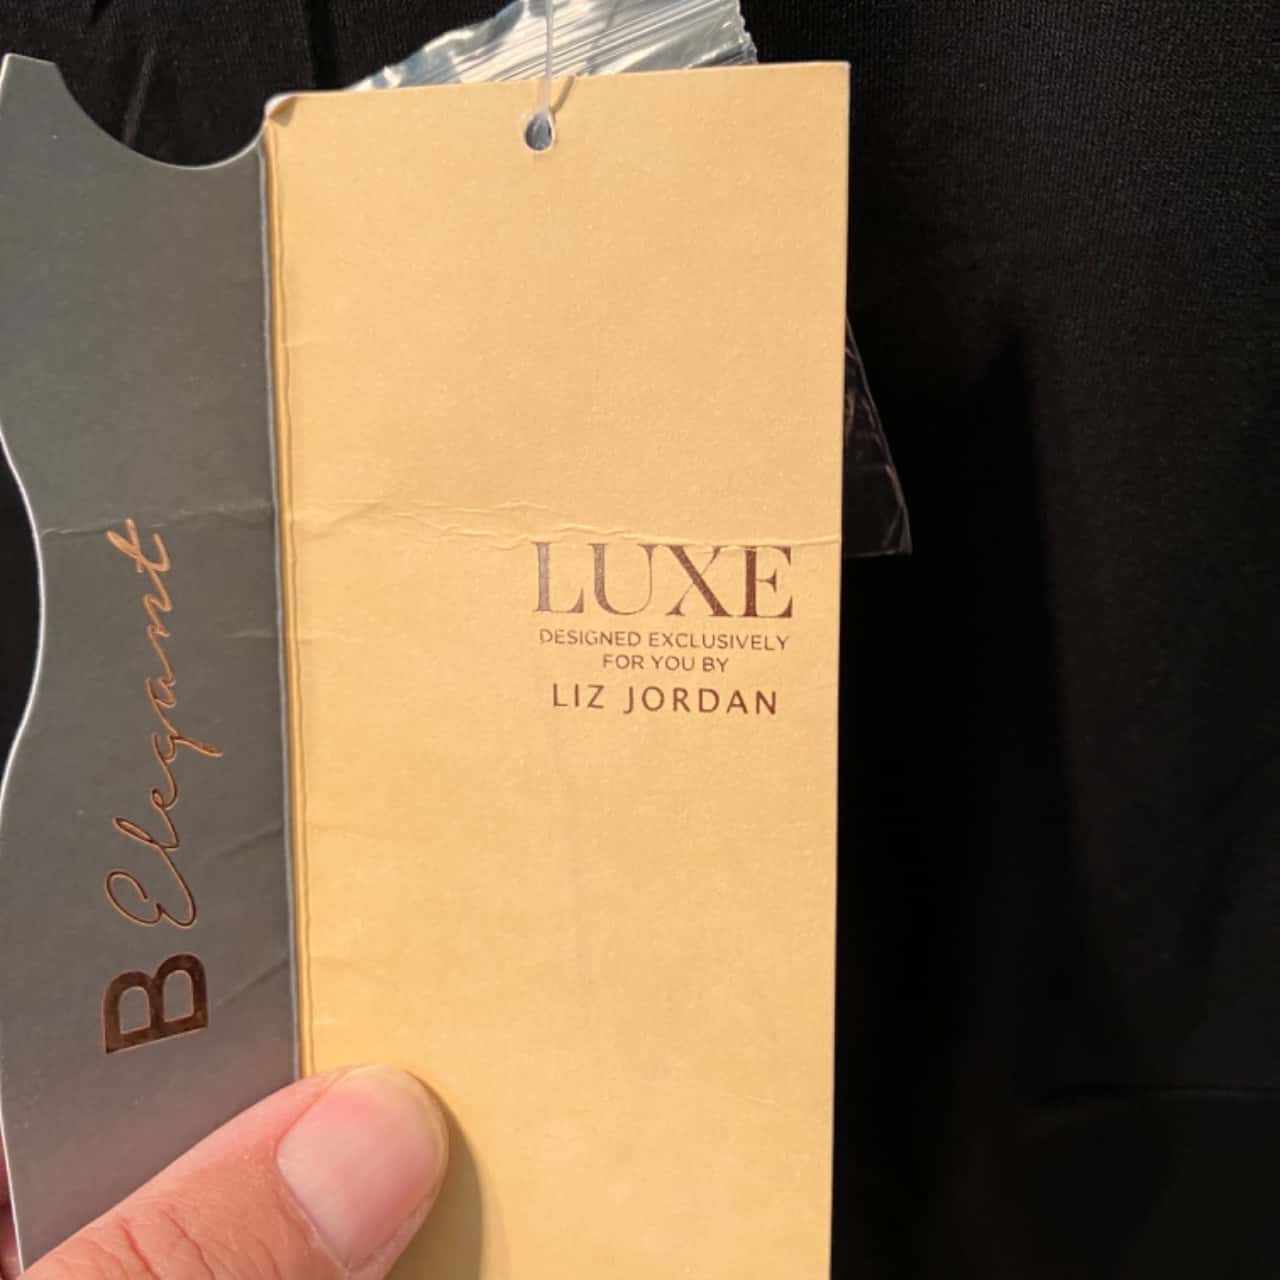 B Elegant
LUXE
DESIGNED EXCLUSIVELY
FOR YOU BY
LIZ JORDAN